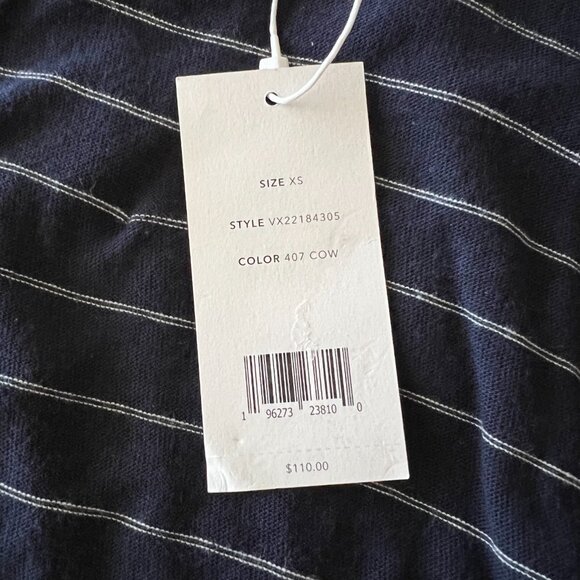 SIZE XS
STYLE VX22184305
COLOR 407 COW
1 96273 23810 0
$110.00